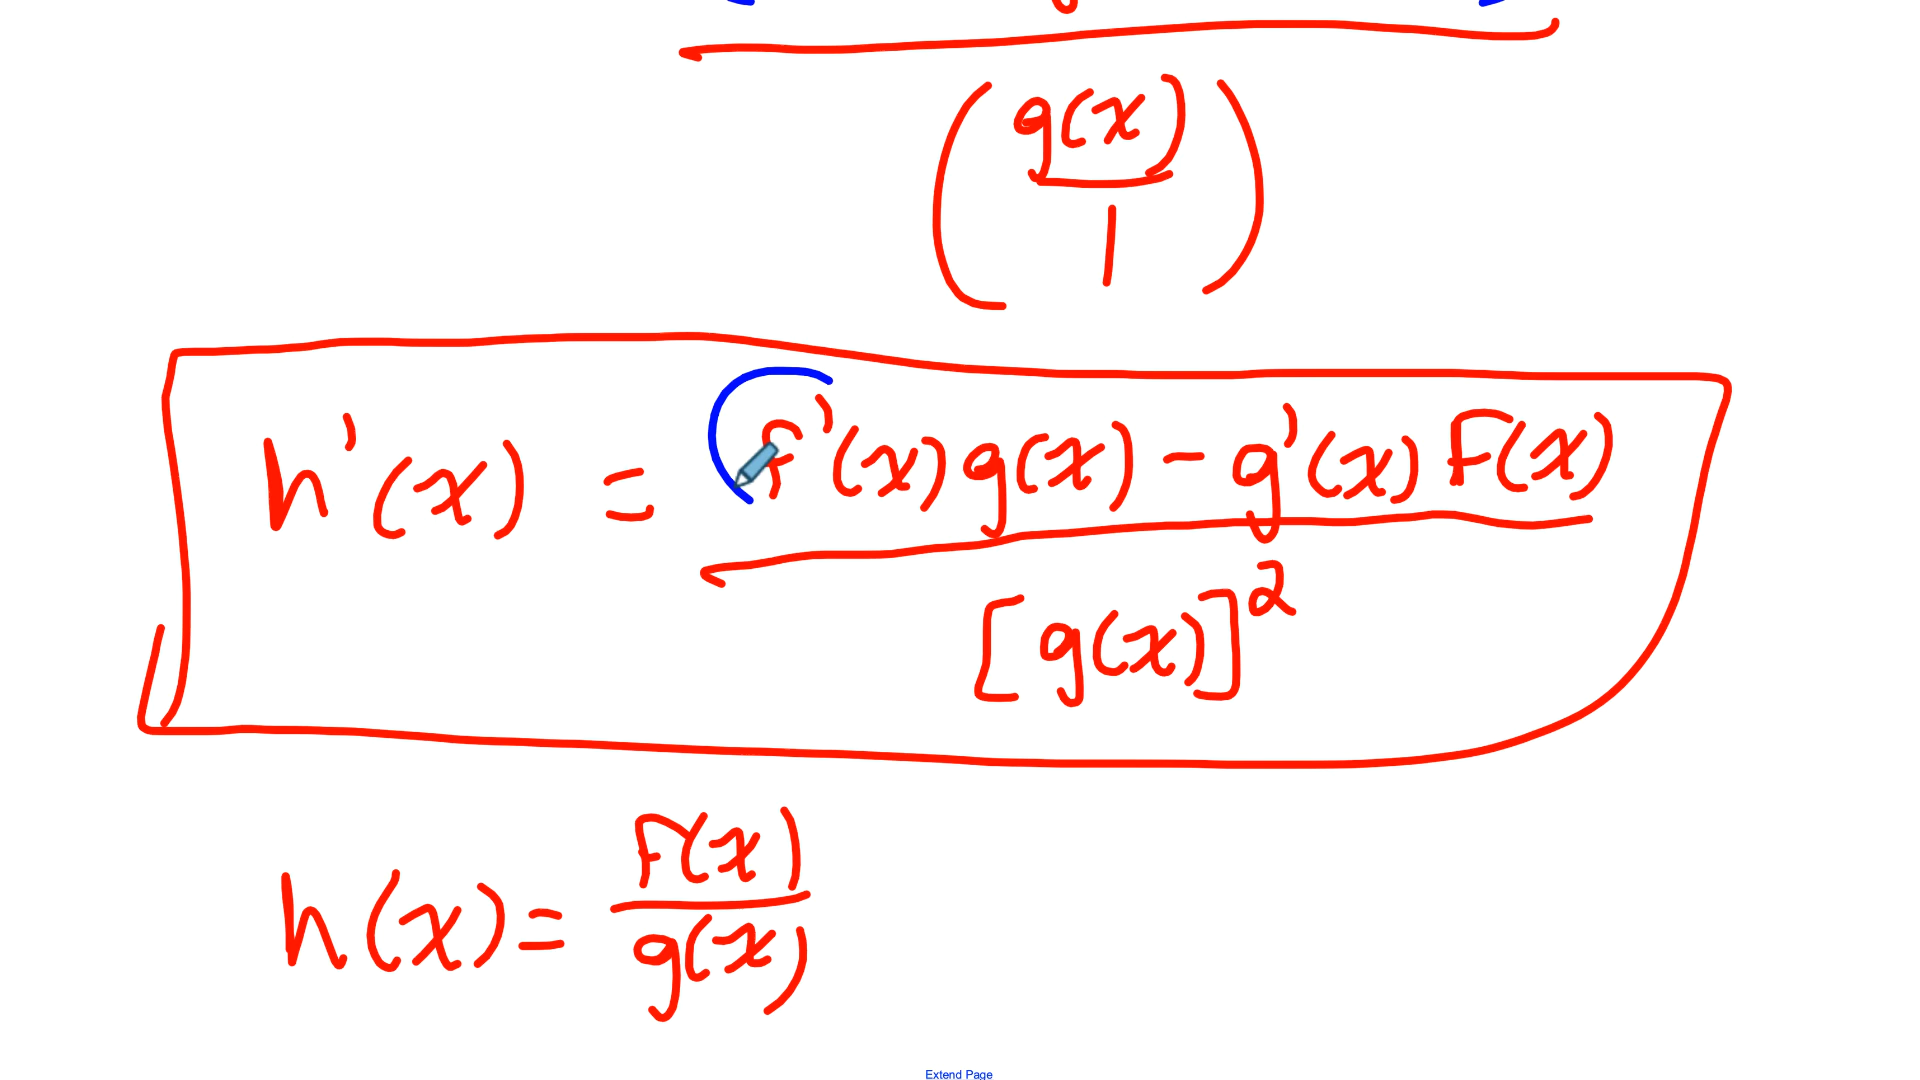 (g(x)/1)
h'(x) = f'(x)g(x) - g'(x)F(x)
[g(x)]²
h(x) = F(x)/g(x)
Extend Page